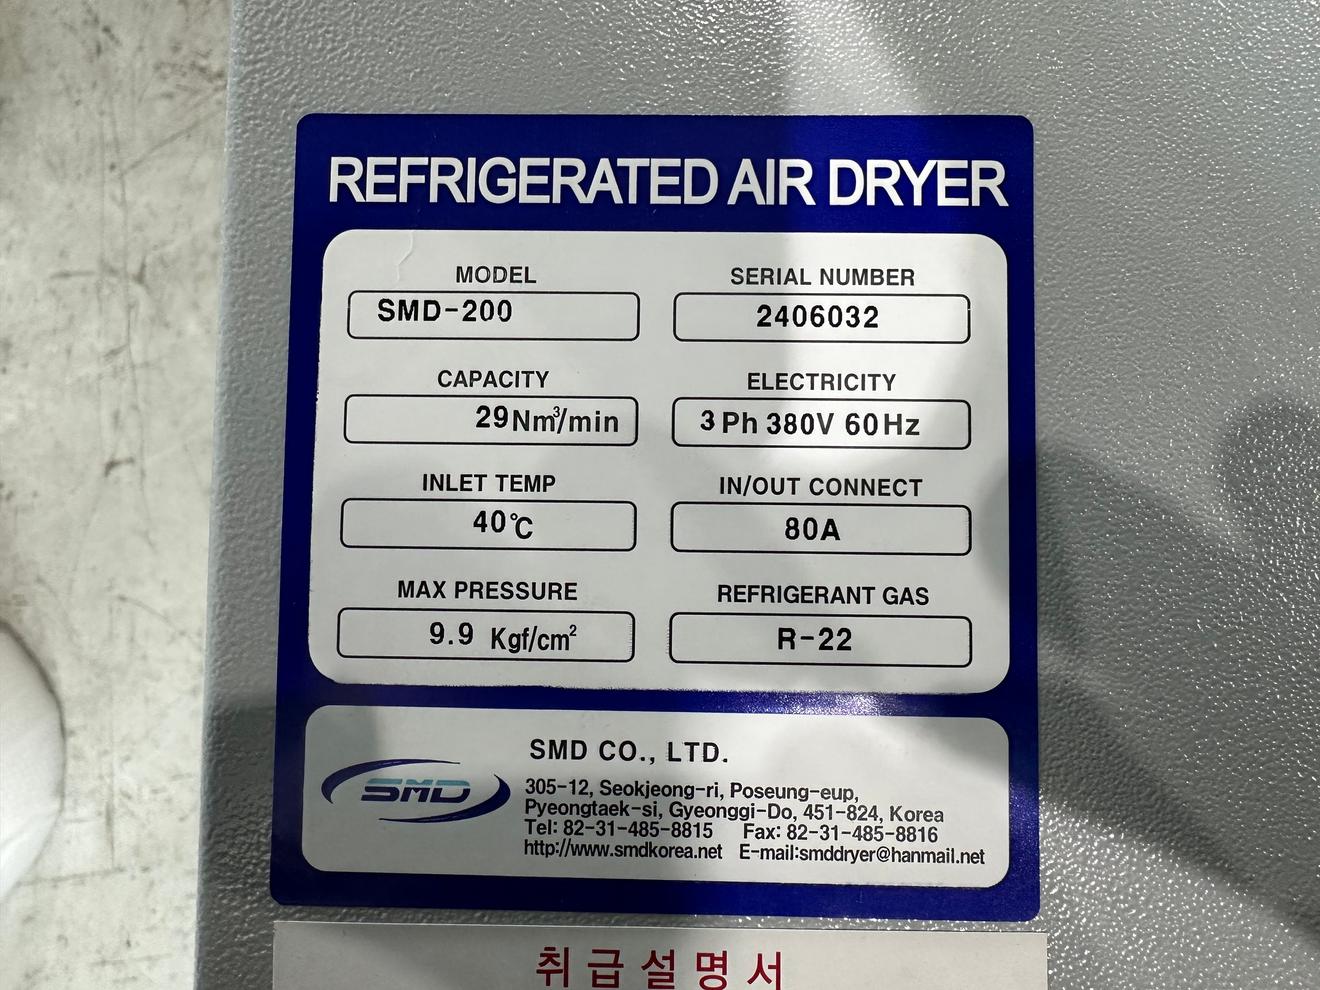 REFRIGERATED AIR DRYER
MODEL SERIAL NUMBER
SMD-200 2406032
CAPACITY ELECTRICITY
29Nm³/min 3Ph 380V 60Hz
INLET TEMP IN/OUT CONNECT
40℃ 80A
MAX PRESSURE REFRIGERANT GAS
9.9 Kgf/cm² R-22
SMD
SMD CO., LTD.
305-12, Seokjeong-ri, Poseung-eup,
Pyeongtaek-si, Gyeonggi-Do, 451-824, Korea
Tel: 82-31-485-8815 Fax: 82-31-485-8816
http://www.smdkorea.net E-mail:smddryer@hanmail.net
취급설명서